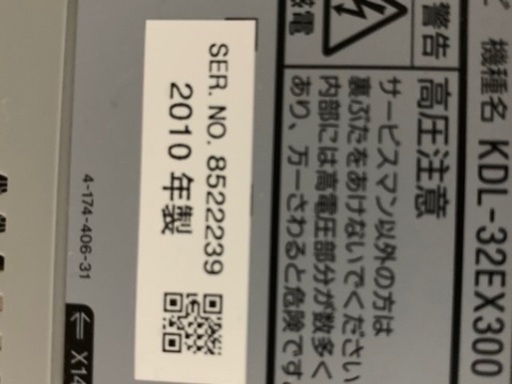 機種名 KDL-32EX300
警告
感電
高圧注意
サービスマン以外の方は
裏ぶたをあけないでください
内部には高電圧部分が数多く
あり、万一さわると危険です。
SER. NO. 8522239
2010 年製
4-174-406-31
← X14